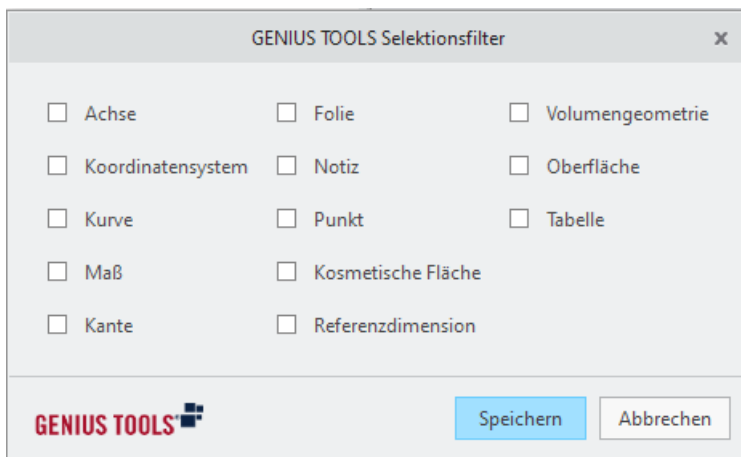 GENIUS TOOLS Selektionsfilter
Achse
Folie
Volumengeometrie
Koordinatensystem
Notiz
Oberfläche
Kurve
Punkt
Tabelle
Maß
Kosmetische Fläche
Kante
Referenzdimension
GENIUS TOOLS
Speichern
Abbrechen